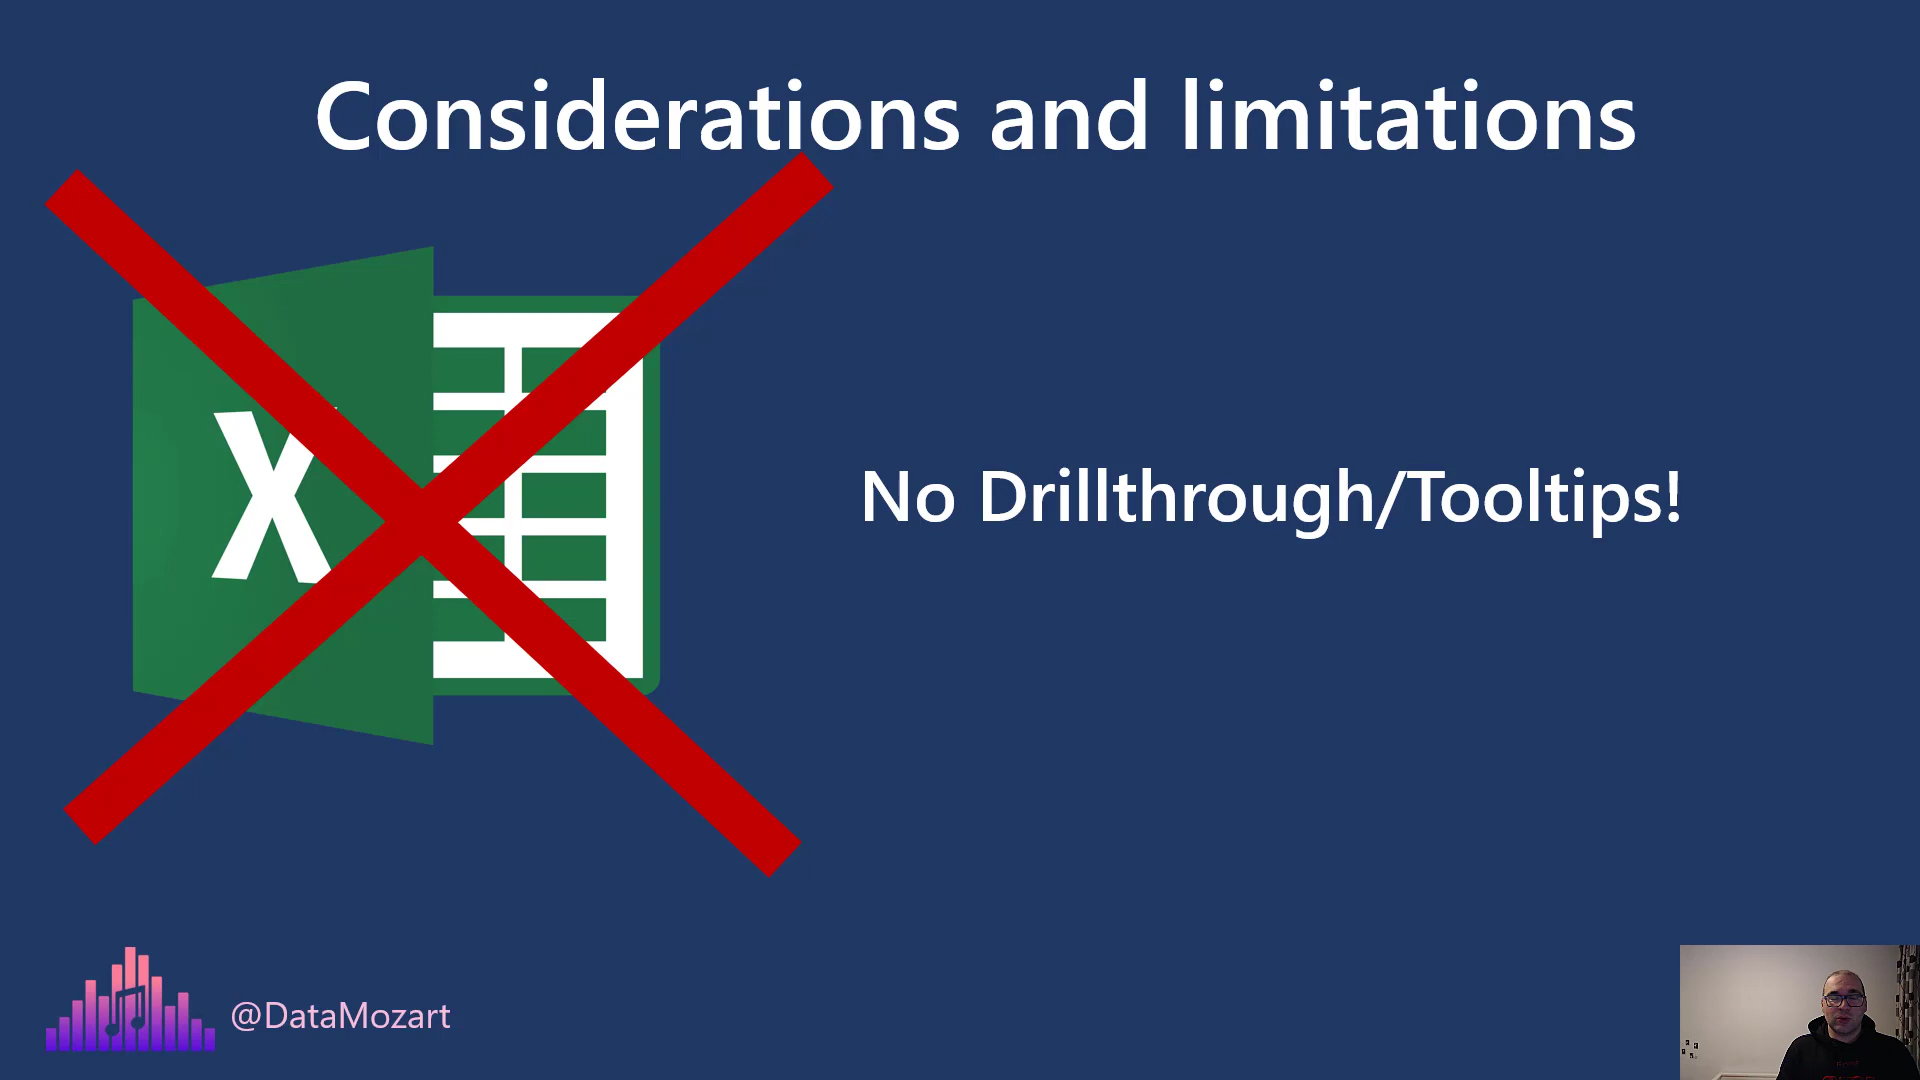 Considerations and limitations
X
No Drillthrough/Tooltips!
@DataMozart